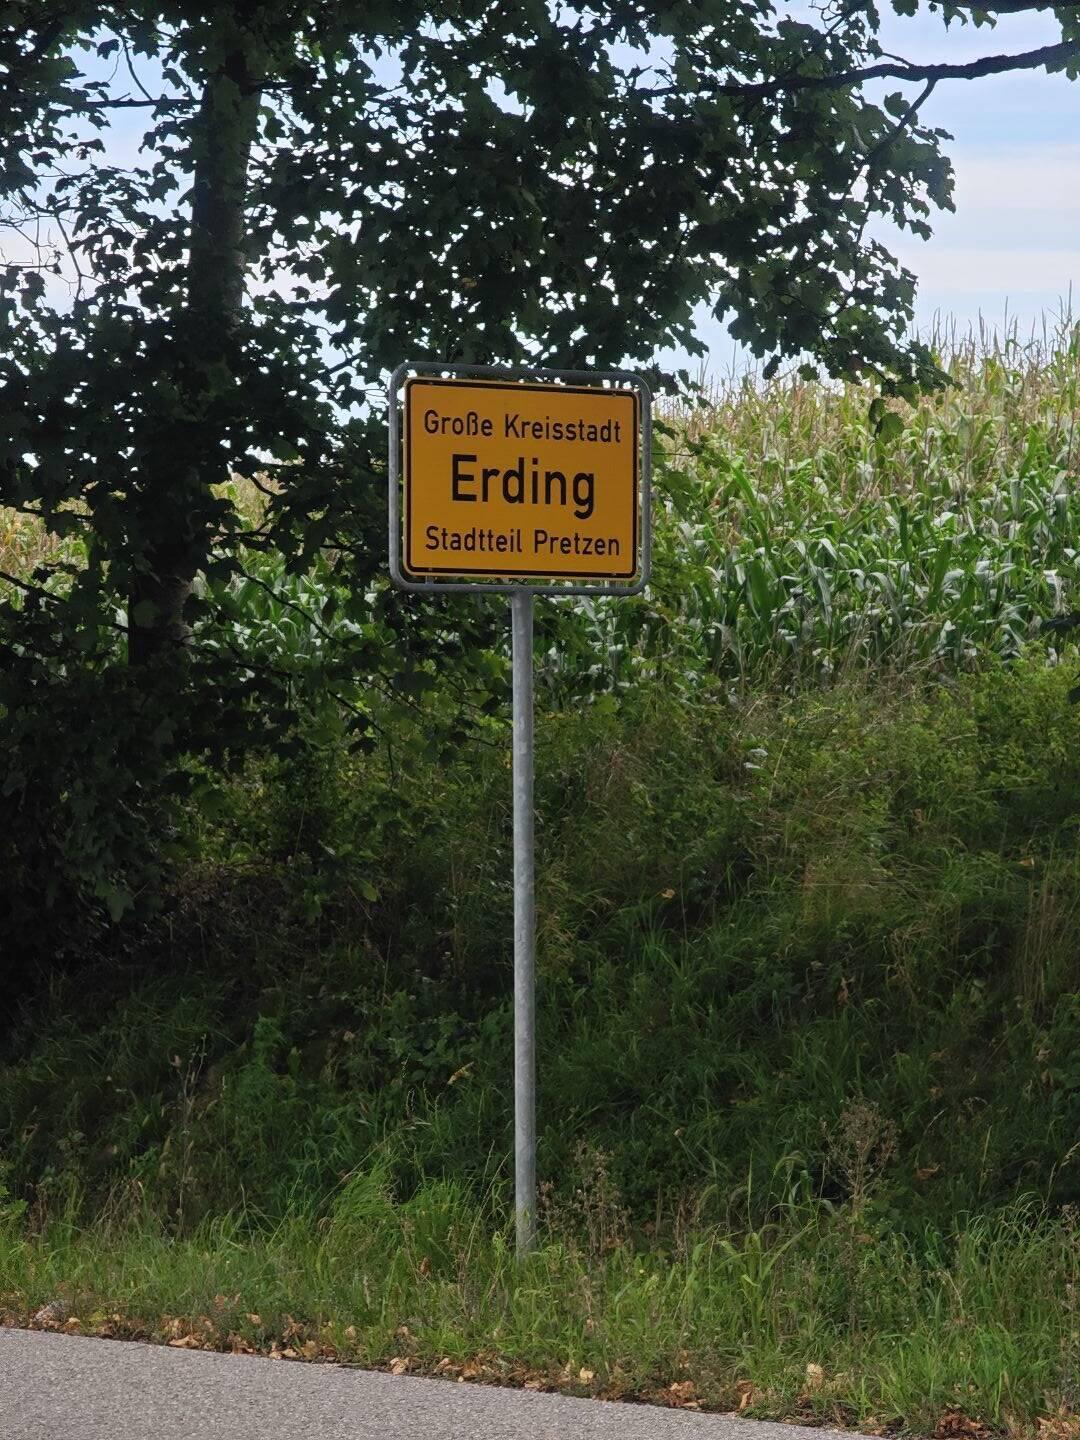 Große Kreisstadt
Erding
Stadtteil Pretzen